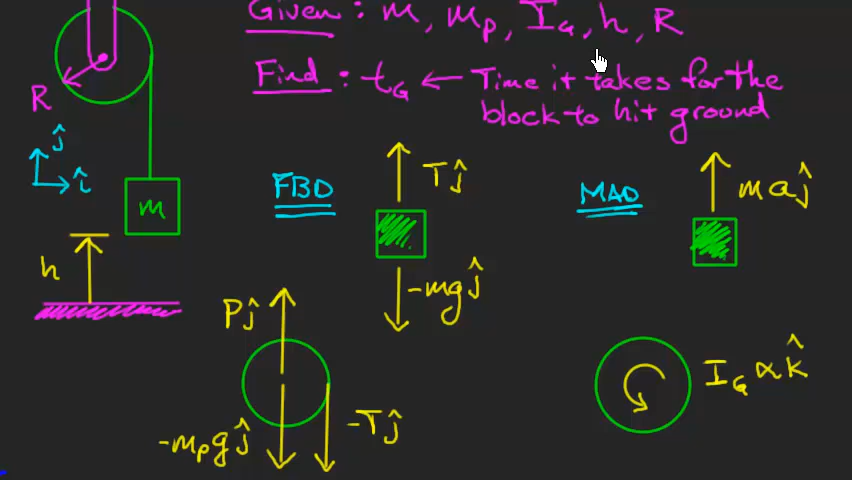 Given : m, mp, IG, h, R
Find : tG ← Time it takes for the
block to hit ground
R
ĵ
î
m
h
FBD
Tĵ
-mgĵ
MAD
maĵ
Pĵ
-mpgĵ
-Tĵ
IG∝k̂